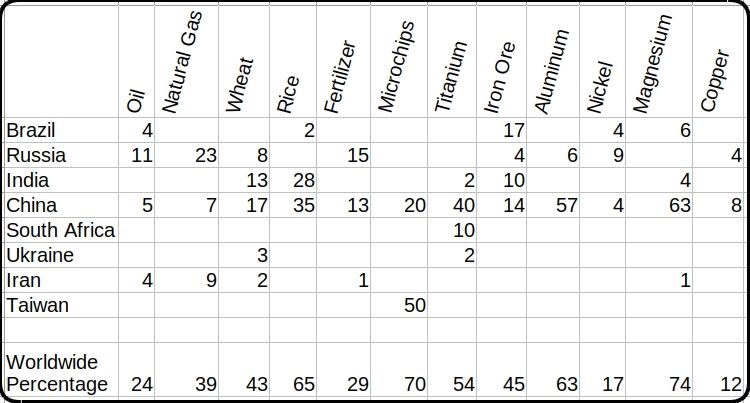 Oil Natural Gas Wheat Rice Fertilizer Microchips Titanium Iron Ore Aluminum Nickel Magnesium Copper
Brazil 4 2 17 4 6
Russia 11 23 8 15 4 6 9 4
India 13 28 2 10 4
China 5 7 17 35 13 20 40 14 57 4 63 8
South Africa 10
Ukraine 3 2
Iran 4 9 2 1 1
Taiwan 50
Worldwide
Percentage 24 39 43 65 29 70 54 45 63 17 74 12